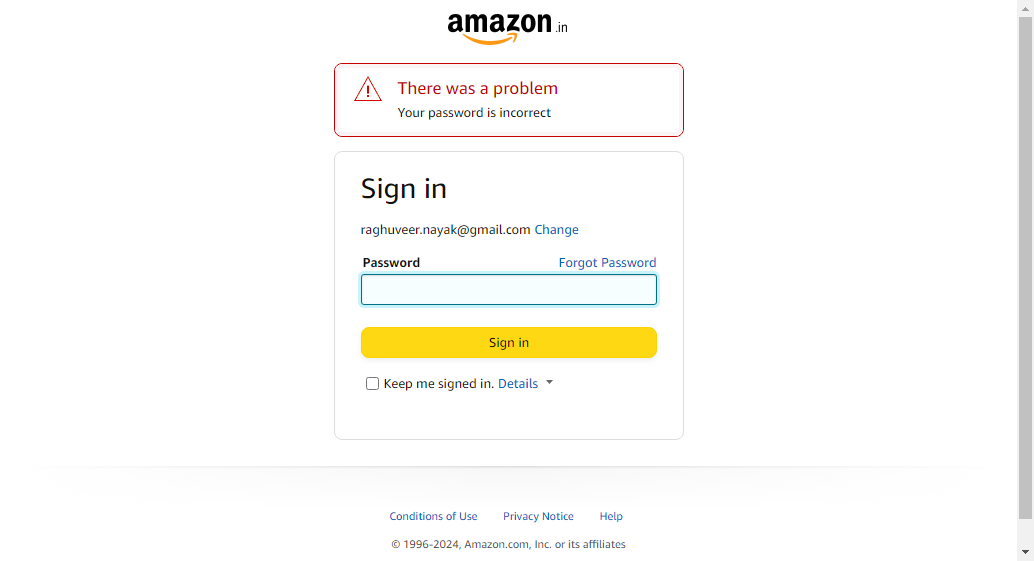 amazon.in
There was a problem
Your password is incorrect
Sign in
raghuveer.nayak@gmail.com Change
Password Forgot Password
Sign in
Keep me signed in. Details
Conditions of Use Privacy Notice Help
© 1996-2024, Amazon.com, Inc. or its affiliates